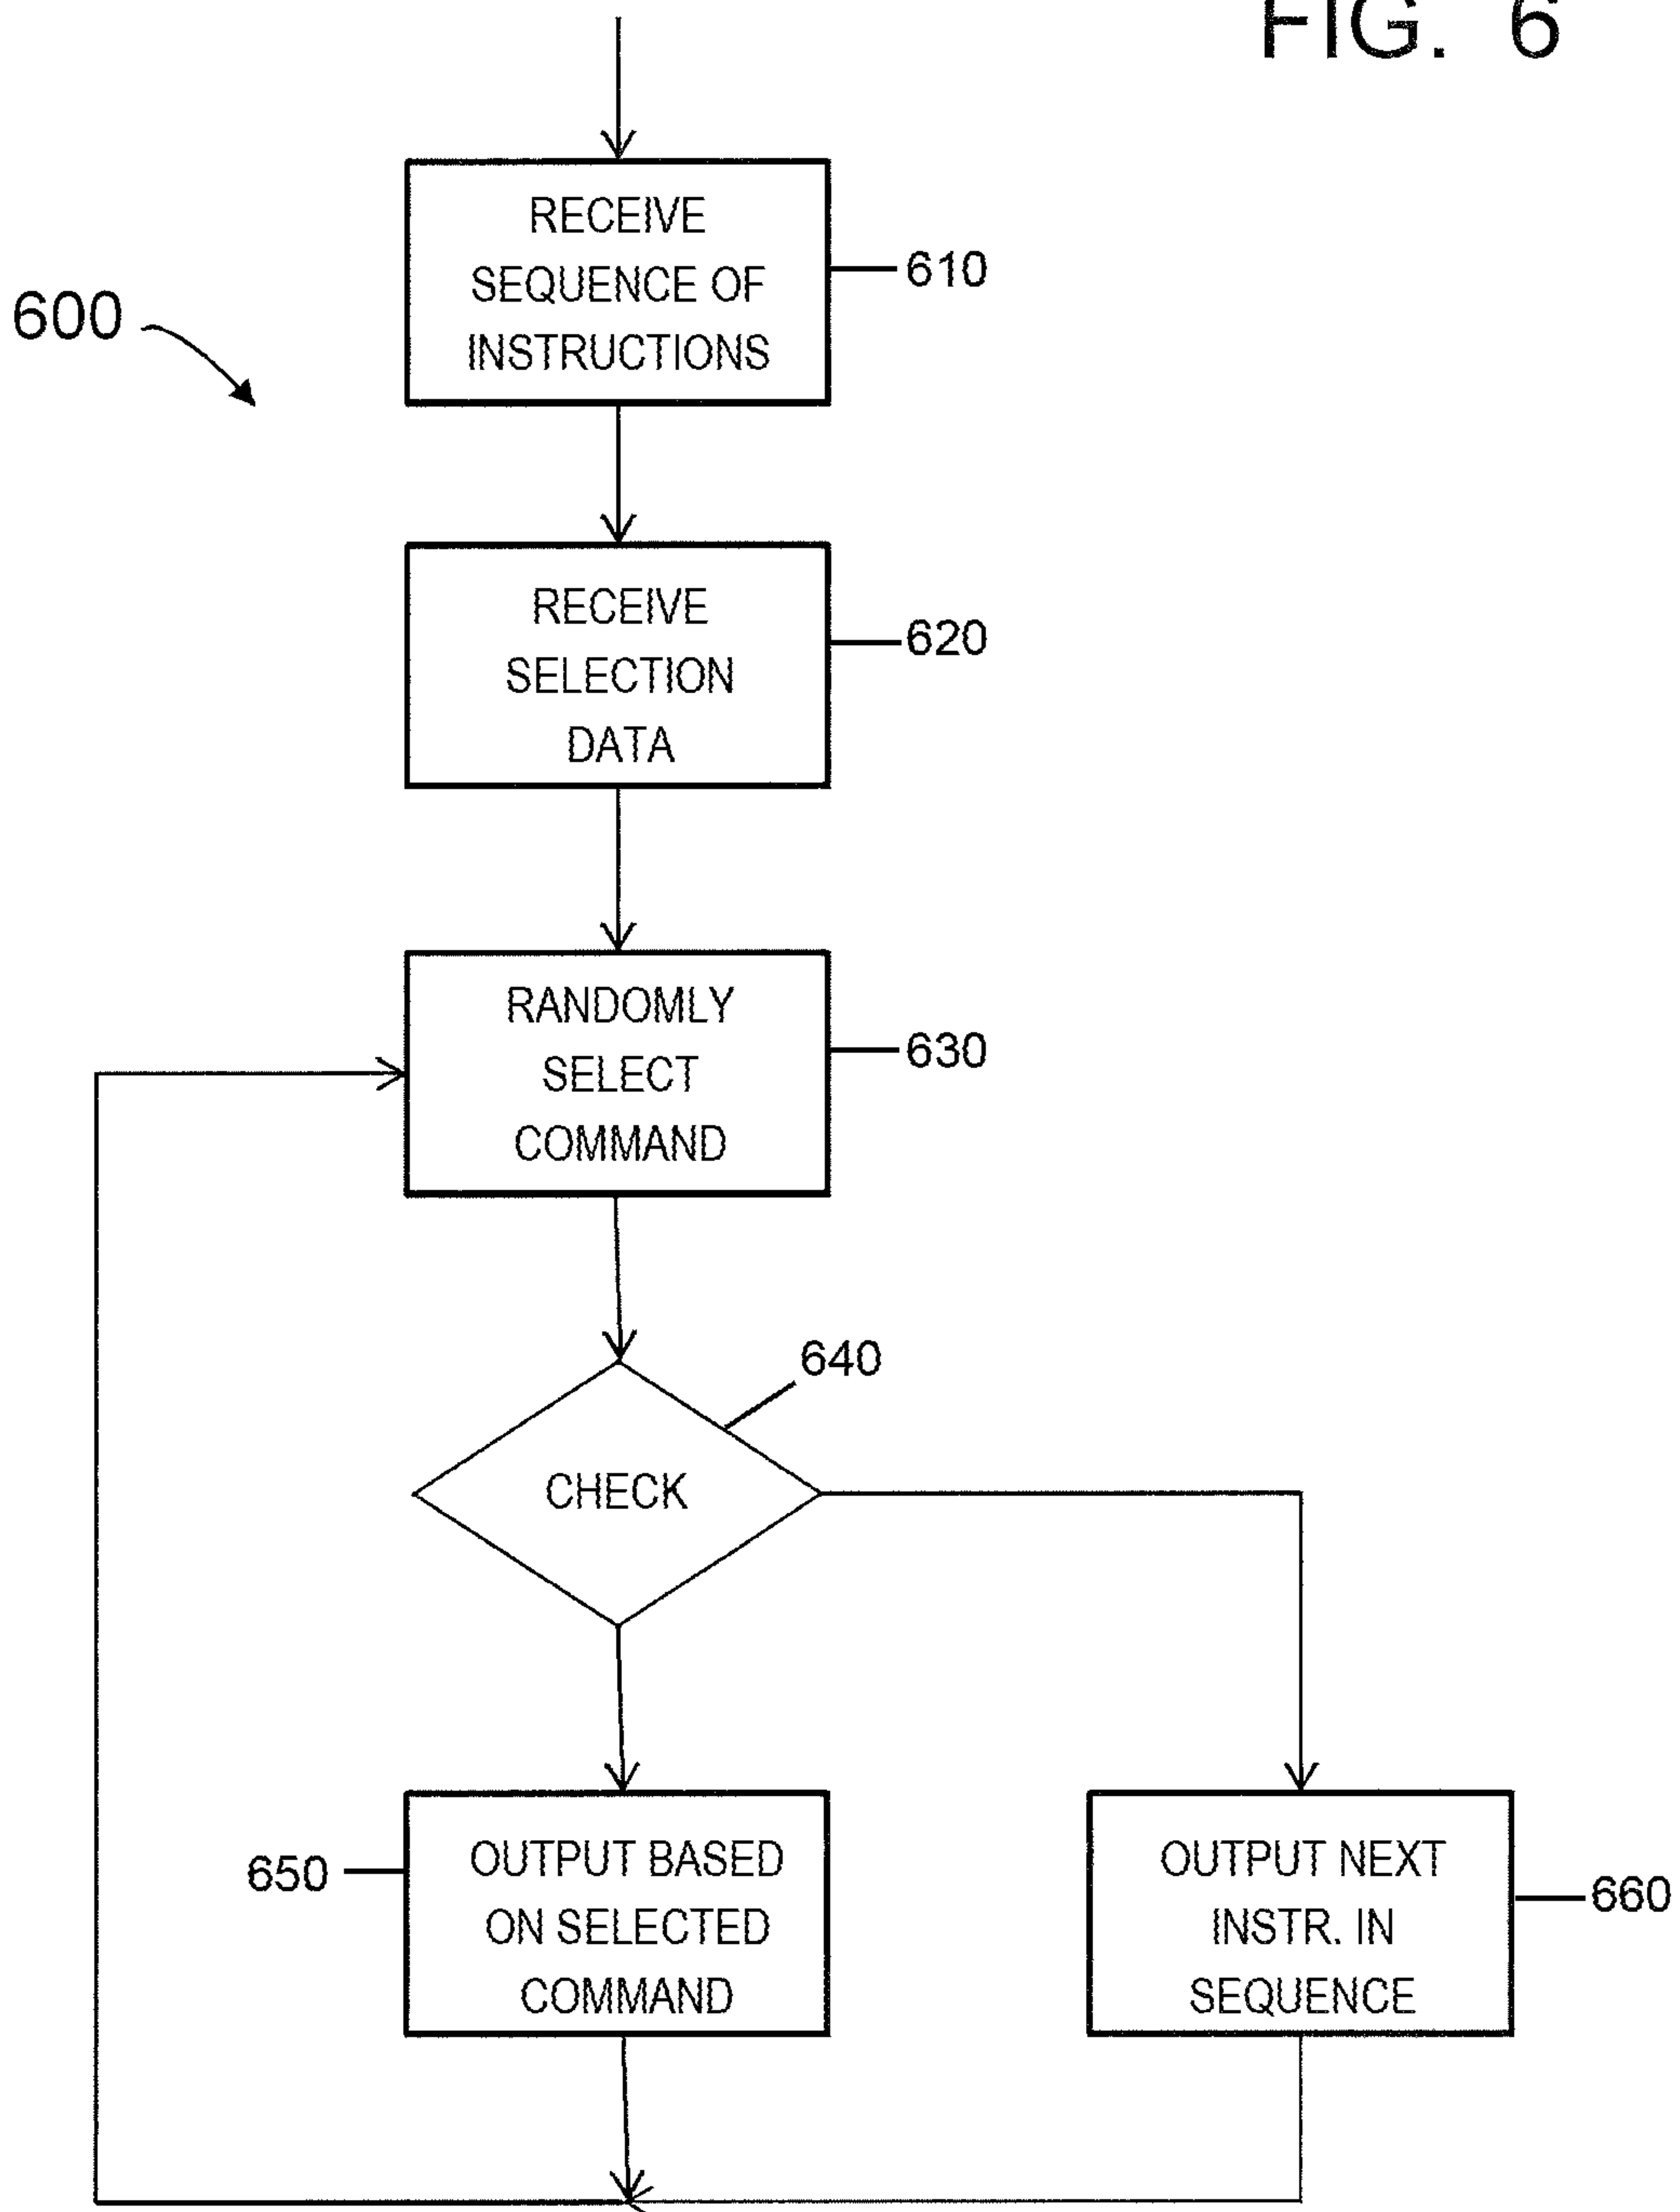 FIG. 6
600
RECEIVE
SEQUENCE OF
INSTRUCTIONS
610
RECEIVE
SELECTION
DATA
620
RANDOMLY
SELECT
COMMAND
630
640
CHECK
650
OUTPUT BASED
ON SELECTED
COMMAND
OUTPUT NEXT
INSTR. IN
SEQUENCE
660